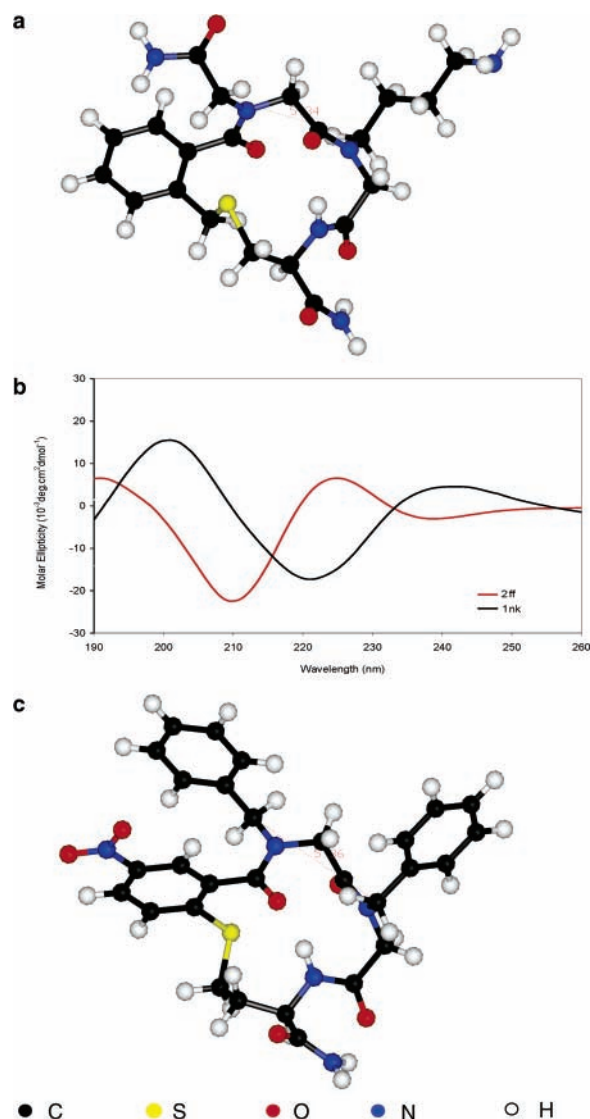 a
b
30
20
10
0
-10
-20
-30
Molar Ellipticity (10⁻³deg.cm²dmol⁻¹)
2ff
1nk
190
200
210
220
230
240
250
260
Wavelength (nm)
c
C
S
O
N
H